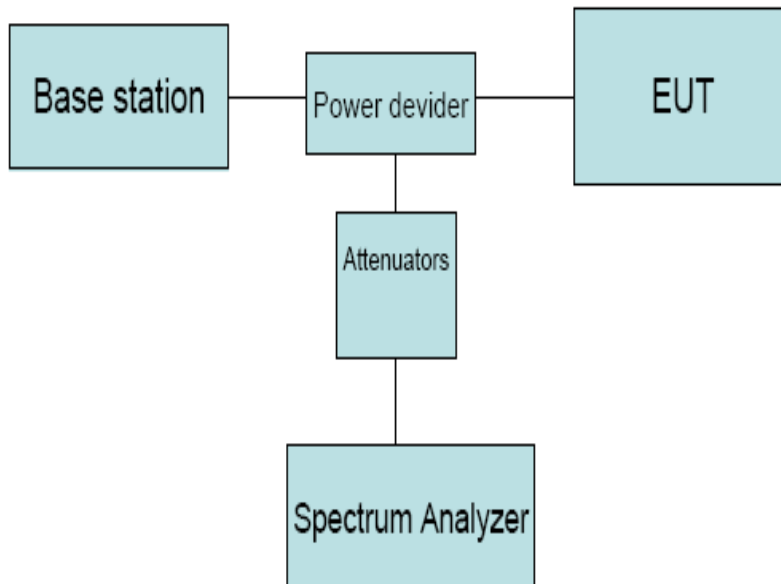 Base station
Power devider
EUT
Attenuators
Spectrum Analyzer